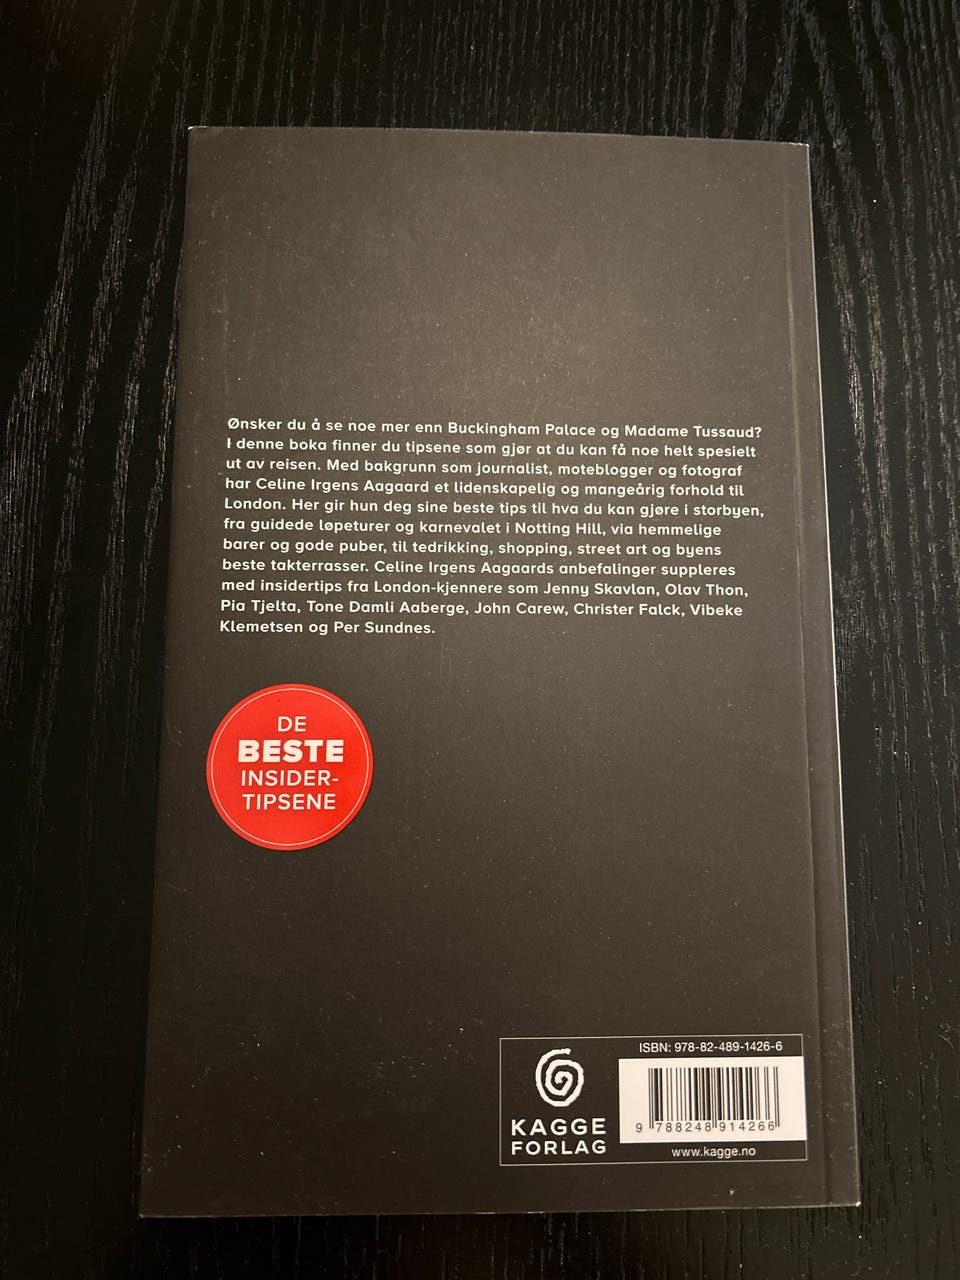 Ønsker du å se noe mer enn Buckingham Palace og Madame Tussaud?
I denne boka finner du tipsene som gjør at du kan få noe helt spesielt
ut av reisen. Med bakgrunn som journalist, moteblogger og fotograf
har Celine Irgens Aagaard et lidenskapelig og mangeårig forhold til
London. Her gir hun deg sine beste tips til hva du kan gjøre i storbyen,
fra guidede løpeturer og karnevalet i Notting Hill, via hemmelige
barer og gode puber, til tedrikking, shopping, street art og byens
beste takterrasser. Celine Irgens Aagaards anbefalinger suppleres
med insidertips fra London-kjennere som Jenny Skavlan, Olav Thon,
Pia Tjelta, Tone Damli Aaberge, John Carew, Christer Falck, Vibeke
Klemetsen og Per Sundnes.
DE
BESTE
INSIDER-
TIPSENE
KAGGE
FORLAG
ISBN: 978-82-489-1426-6
9 788248 914266
www.kagge.no